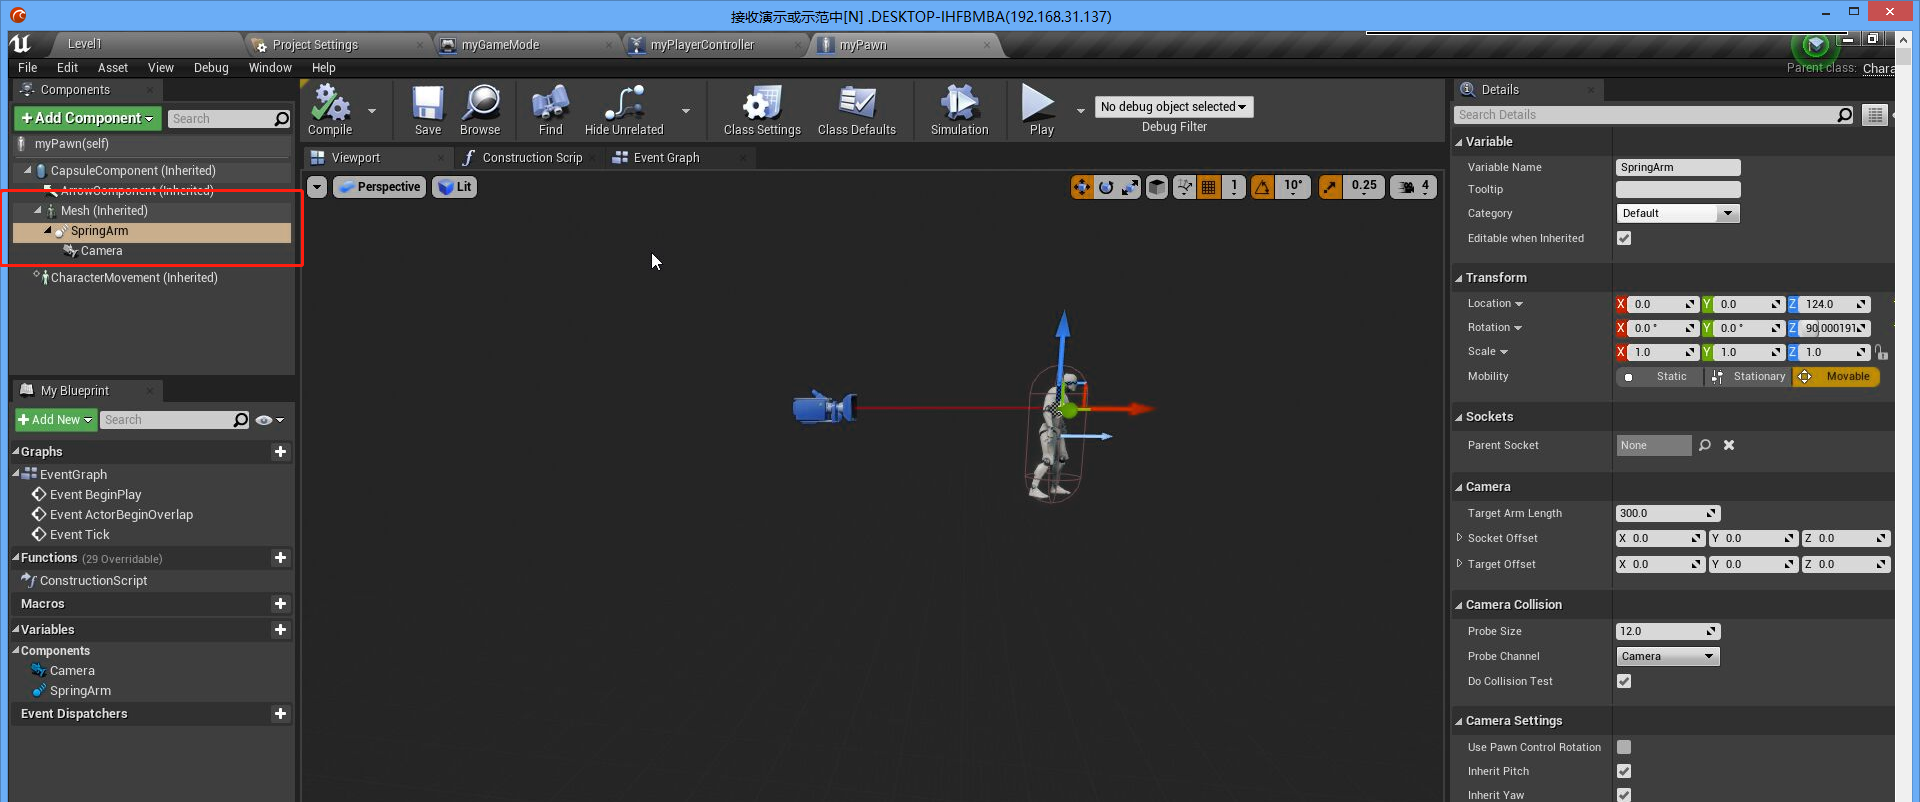 接收演示或示范中[N] .DESKTOP-IHFBMBA(192.168.31.137)
Level1
Project Settings
myGameMode
myPlayerController
myPawn
File Edit Asset View Debug Window Help
Parent class: Chara
Components
+Add Component
Search
myPawn(self)
CapsuleComponent (Inherited)
ArrowComponent (Inherited)
Mesh (Inherited)
SpringArm
Camera
CharacterMovement (Inherited)
Compile
Save
Browse
Find
Hide Unrelated
Class Settings
Class Defaults
Simulation
Play
No debug object selected
Debug Filter
Viewport
Construction Scrip
Event Graph
Perspective
Lit
1
10°
0.25
4
My Blueprint
+Add New
Search
Graphs
EventGraph
Event BeginPlay
Event ActorBeginOverlap
Event Tick
Functions (29 Overridable)
ConstructionScript
Macros
Variables
Components
Camera
SpringArm
Event Dispatchers
Details
Search Details
Variable
Variable Name SpringArm
Tooltip
Category Default
Editable when Inherited
Transform
Location X 0.0 Y 0.0 Z 124.0
Rotation X 0.0 ° Y 0.0 ° Z 90.000191
Scale X 1.0 Y 1.0 Z 1.0
Mobility Static Stationary Movable
Sockets
Parent Socket None
Camera
Target Arm Length 300.0
Socket Offset X 0.0 Y 0.0 Z 0.0
Target Offset X 0.0 Y 0.0 Z 0.0
Camera Collision
Probe Size 12.0
Probe Channel Camera
Do Collision Test
Camera Settings
Use Pawn Control Rotation
Inherit Pitch
Inherit Yaw